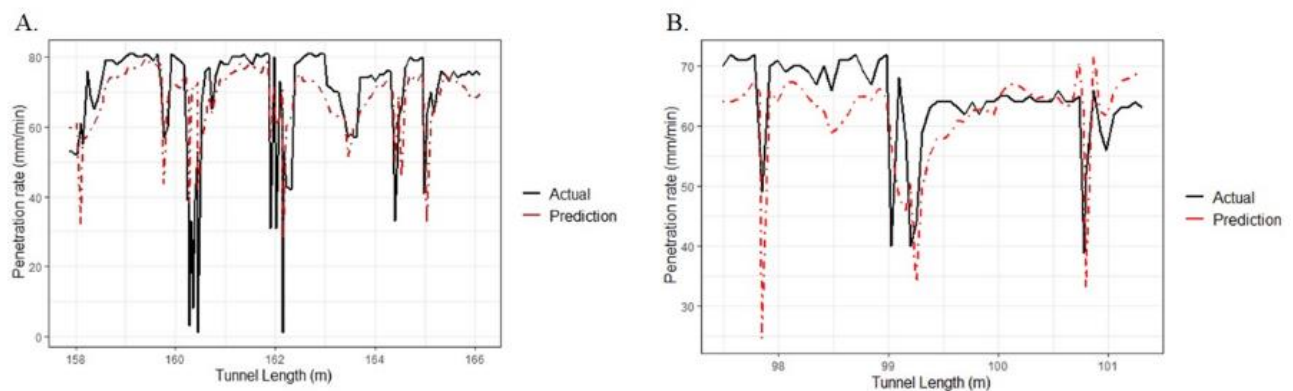 A.
Penetration rate (mm/min)
80
60
40
20
0
158
160
162
164
166
Tunnel Length (m)
Actual
Prediction
B.
Penetration rate (mm/min)
70
60
50
40
30
98
99
100
101
Tunnel Length (m)
Actual
Prediction